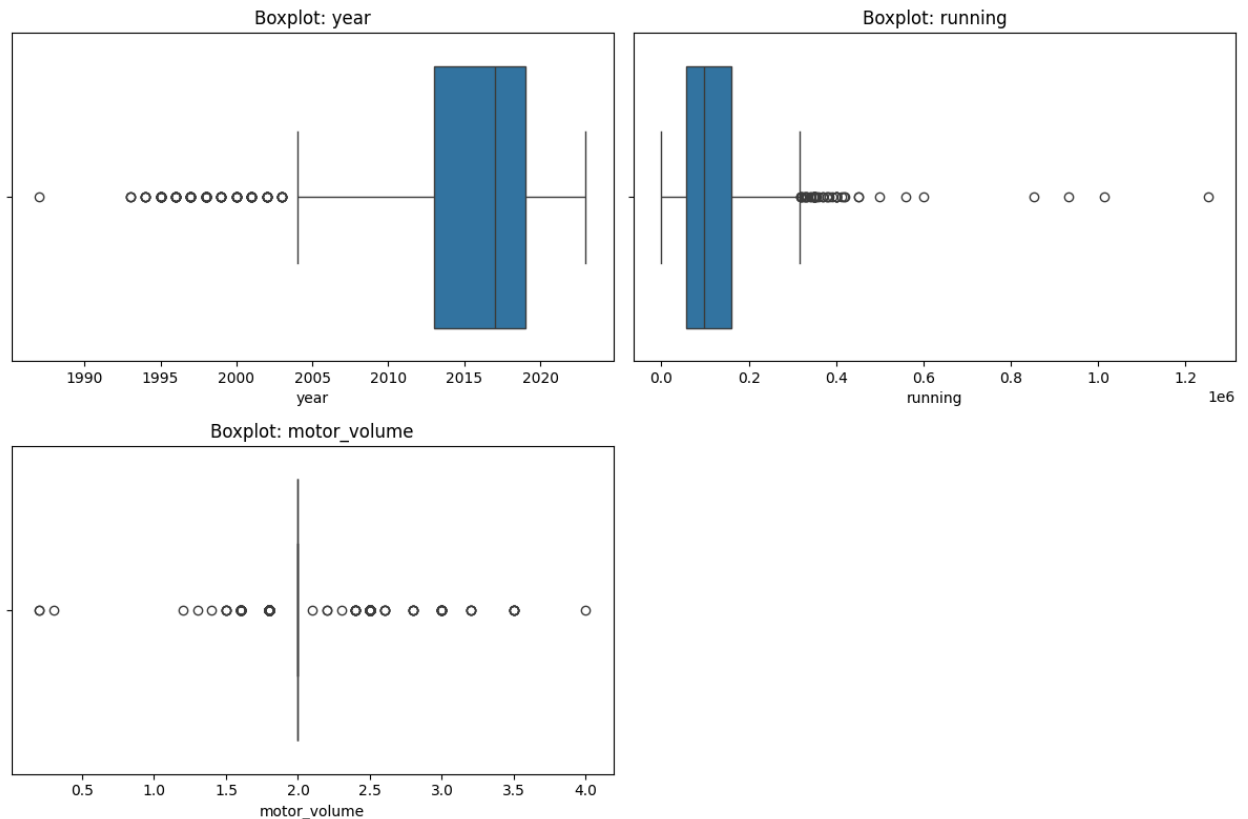 Boxplot: year
1990 1995 2000 2005 2010 2015 2020
year
Boxplot: running
0.0 0.2 0.4 0.6 0.8 1.0 1.2
1e6
running
Boxplot: motor_volume
0.5 1.0 1.5 2.0 2.5 3.0 3.5 4.0
motor_volume